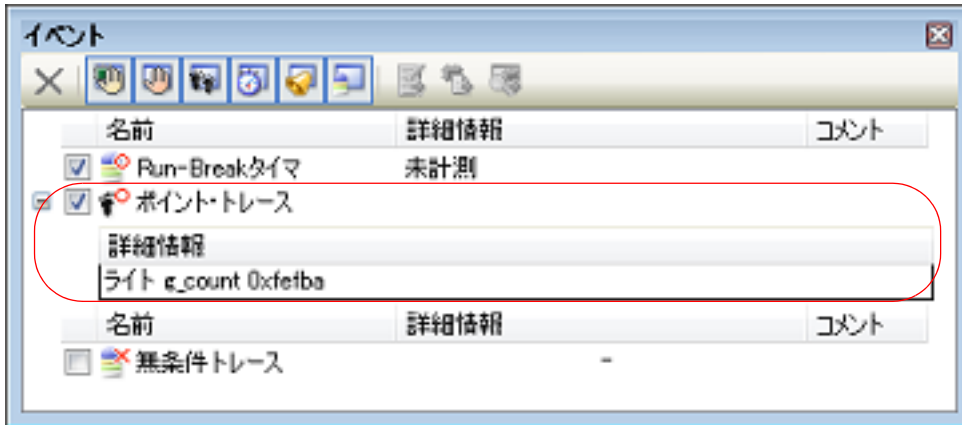 イベント
名前 詳細情報 コメント
Run-Breakタイマ 未計測
ポイント・トレース
詳細情報
ライト g_count 0xfefba
名前 詳細情報 コメント
無条件トレース -